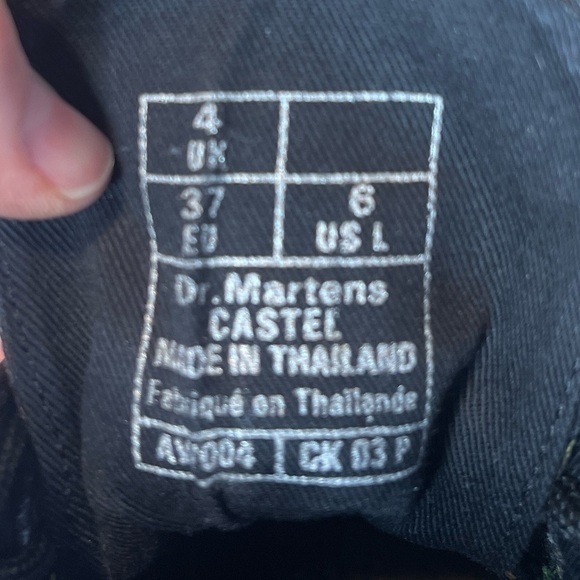 4
UK
37
EU
6
US L
Dr. Martens
CASTEL
MADE IN THAILAND
Fabriqué en Thailande
AW004
CK 03 P